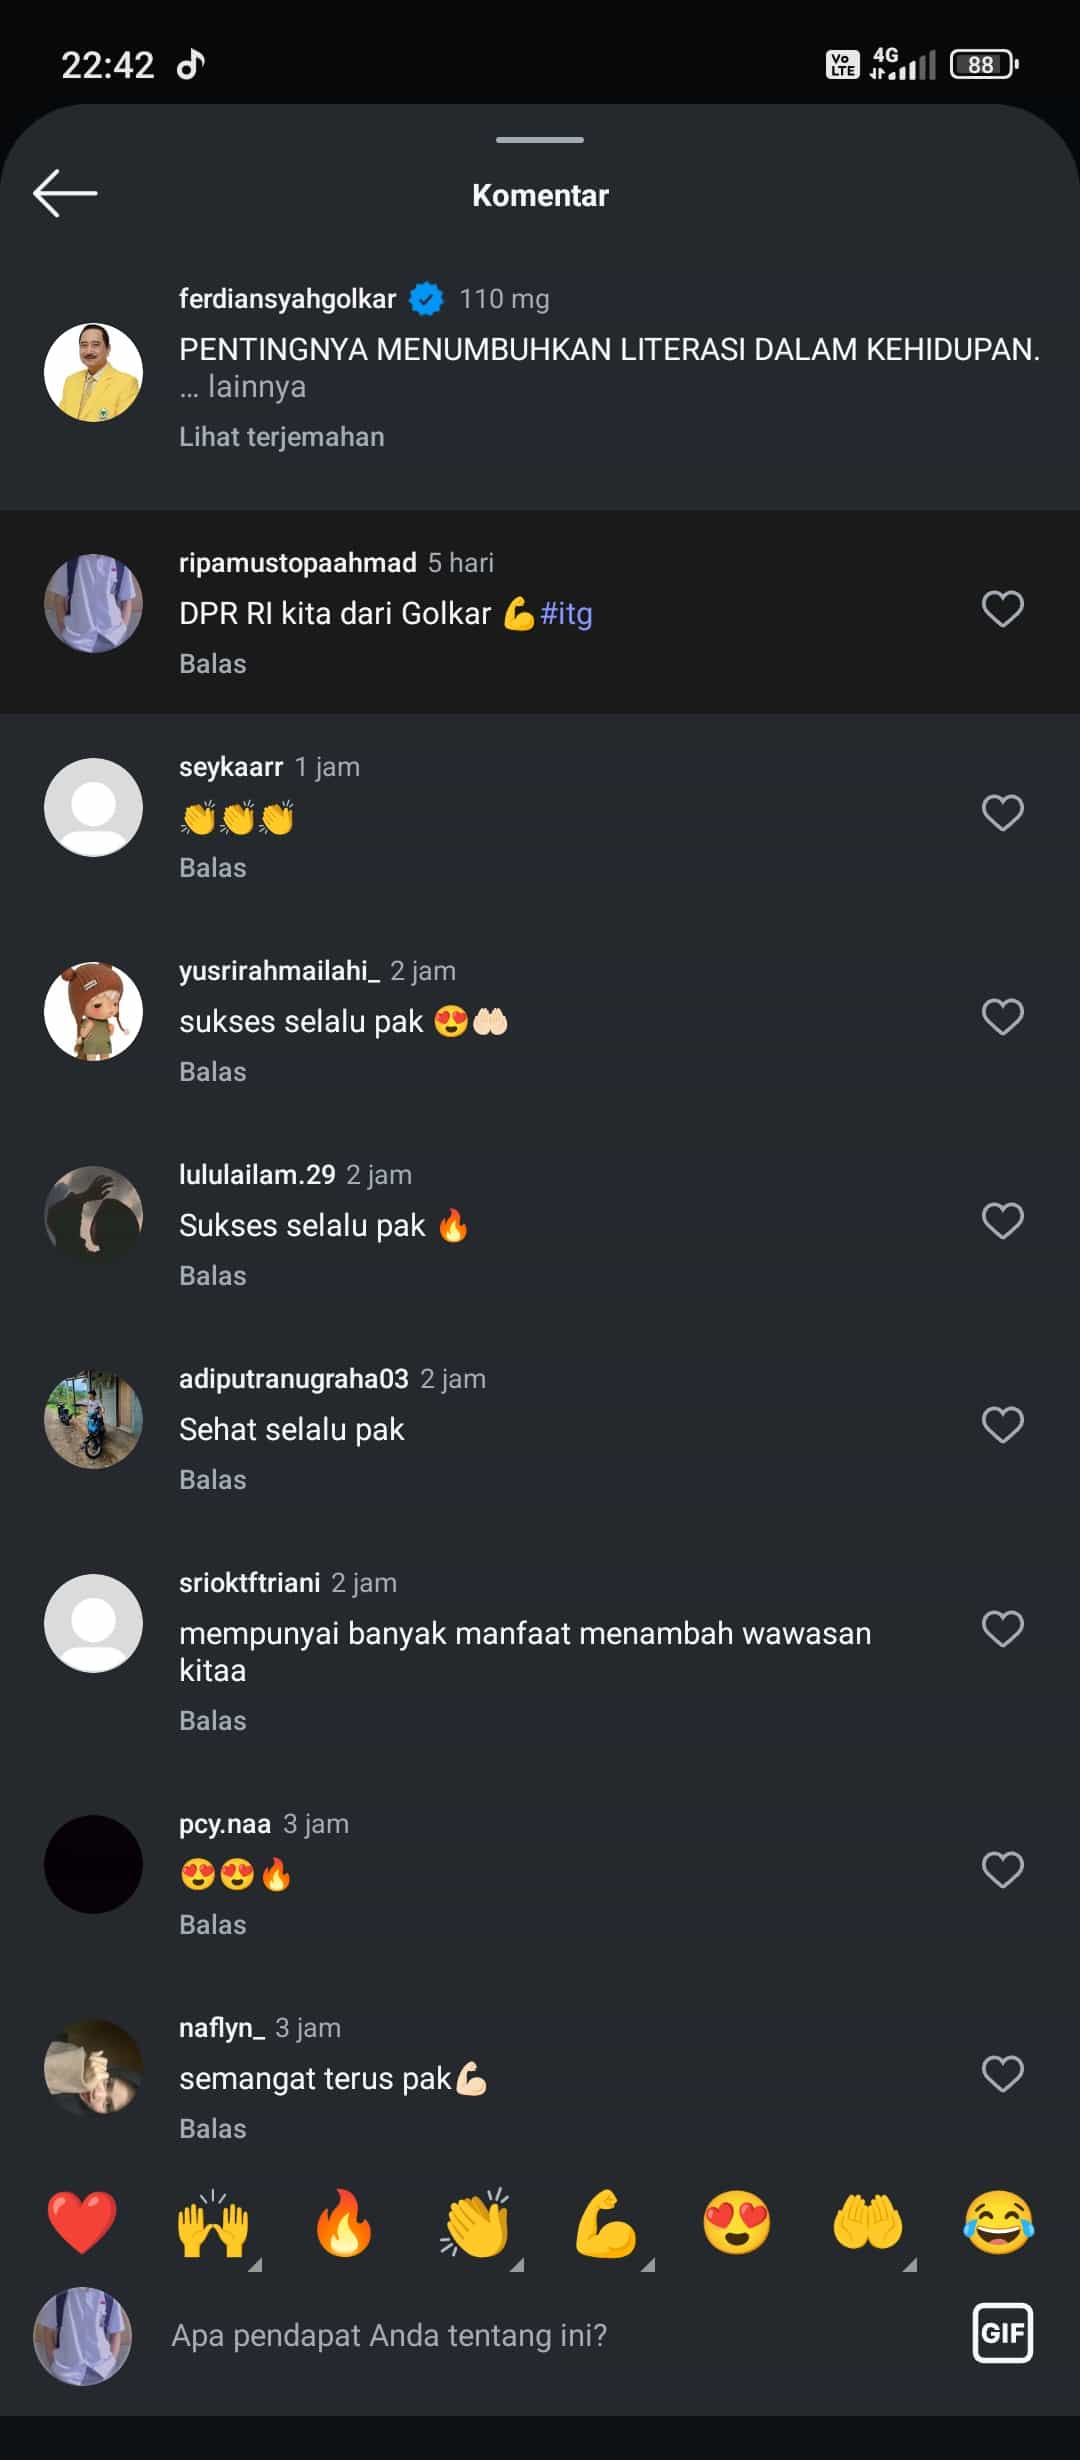 22:42
Vo LTE 4G 88
Komentar
ferdiansyahgolkar 110 mg
PENTINGNYA MENUMBUHKAN LITERASI DALAM KEHIDUPAN.
... lainnya
Lihat terjemahan
ripamustopaahmad 5 hari
DPR RI kita dari Golkar 💪#itg
Balas
seykaarr 1 jam
👏👏👏
Balas
yusrirahmailahi_ 2 jam
sukses selalu pak 😍🤲🏻
Balas
lululailam.29 2 jam
Sukses selalu pak 🔥
Balas
adiputranugraha03 2 jam
Sehat selalu pak
Balas
srioktftriani 2 jam
mempunyai banyak manfaat menambah wawasan
kitaa
Balas
pcy.naa 3 jam
😍😍🔥
Balas
naflyn_ 3 jam
semangat terus pak💪🏻
Balas
❤️🙌🔥👏💪😍🤲😂
Apa pendapat Anda tentang ini?
GIF